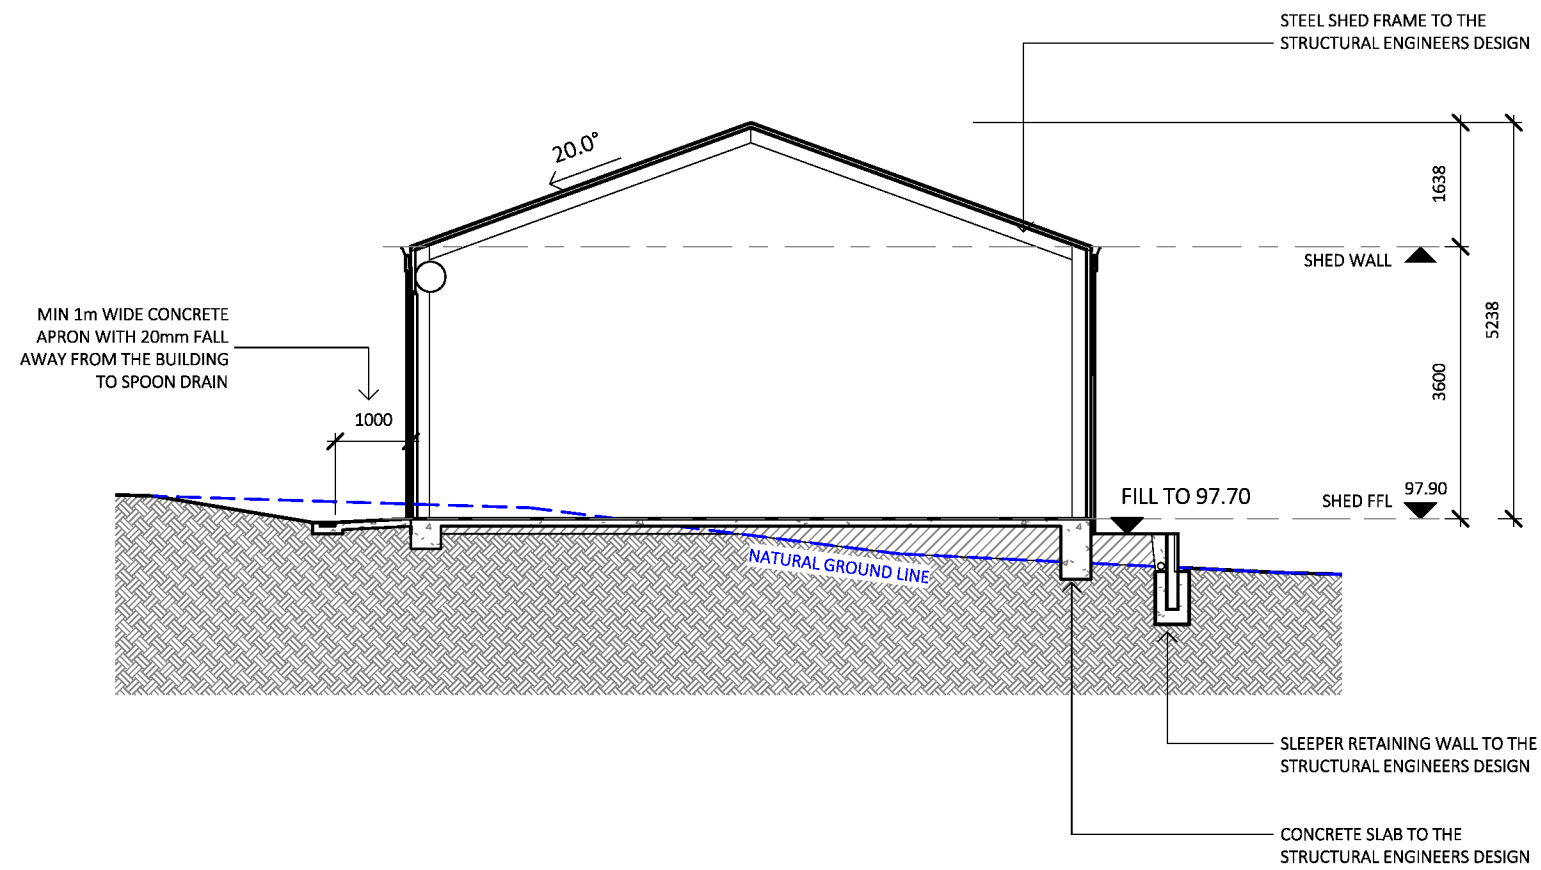 STEEL SHED FRAME TO THE
STRUCTURAL ENGINEERS DESIGN
20.0°
1638
SHED WALL
5238
3600
MIN 1m WIDE CONCRETE
APRON WITH 20mm FALL
AWAY FROM THE BUILDING
TO SPOON DRAIN
1000
FILL TO 97.70
SHED FFL
97.90
NATURAL GROUND LINE
SLEEPER RETAINING WALL TO THE
STRUCTURAL ENGINEERS DESIGN
CONCRETE SLAB TO THE
STRUCTURAL ENGINEERS DESIGN